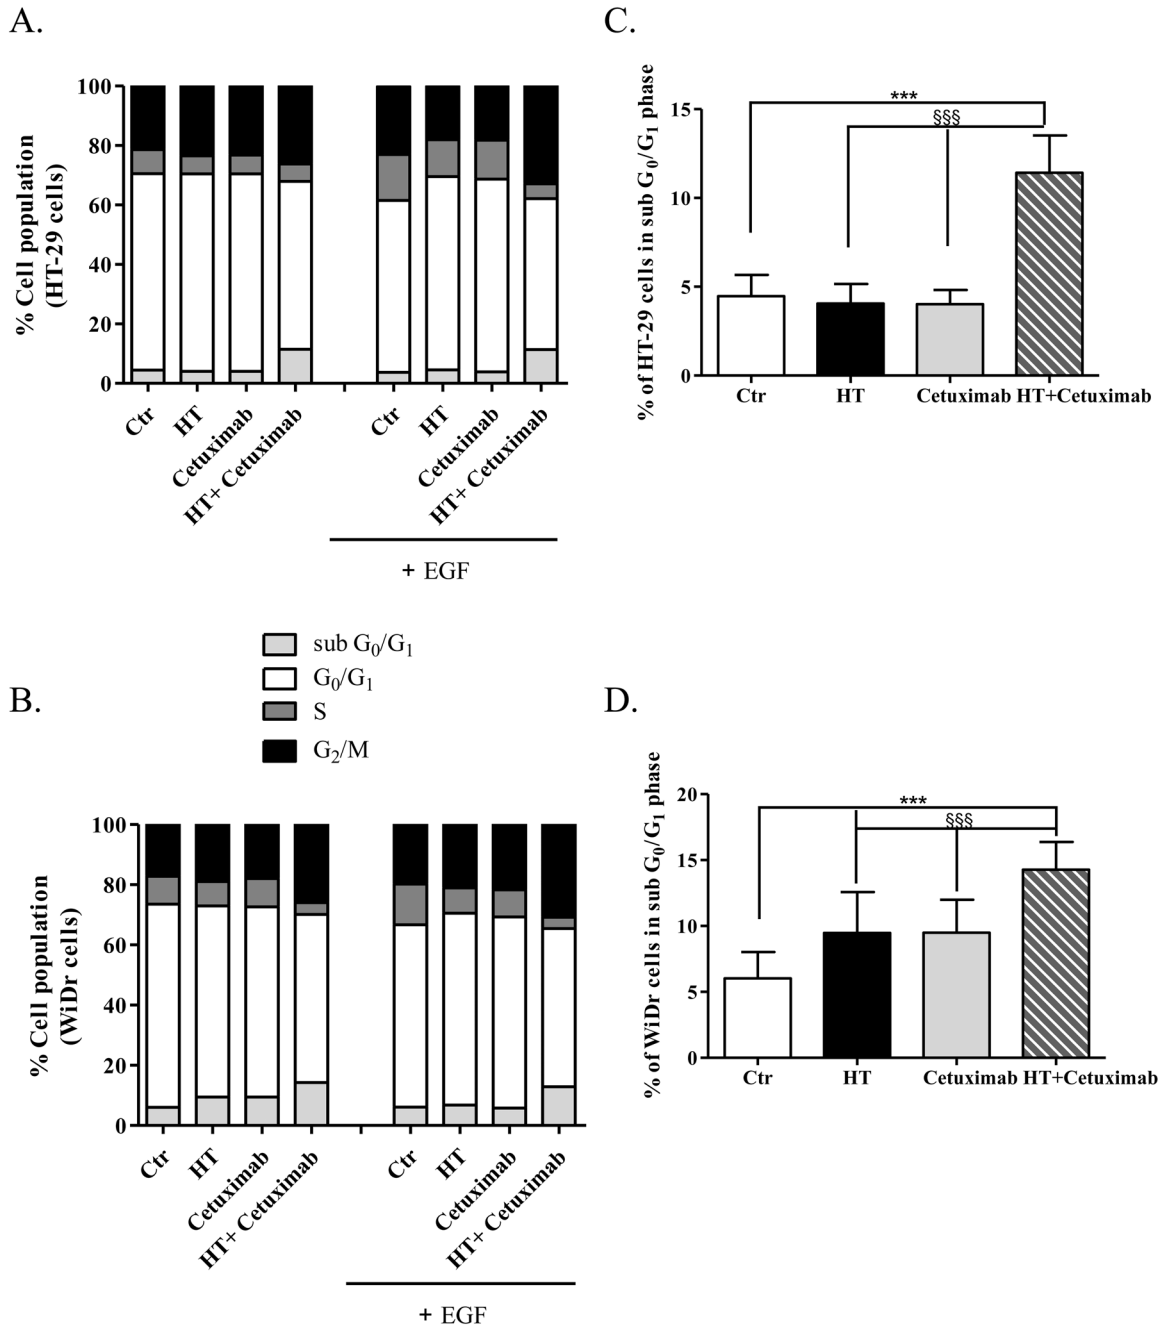 A.
% Cell population
(HT-29 cells)
100
80
60
40
20
0
Ctr
HT
Cetuximab
HT+ Cetuximab
Ctr
HT
Cetuximab
HT+ Cetuximab
+ EGF
C.
% of HT-29 cells in sub G₀/G₁ phase
15
10
5
0
***
§§§
Ctr
HT
Cetuximab
HT+Cetuximab
sub G₀/G₁
G₀/G₁
S
G₂/M
B.
% Cell population
(WiDr cells)
100
80
60
40
20
0
Ctr
HT
Cetuximab
HT+ Cetuximab
Ctr
HT
Cetuximab
HT+ Cetuximab
+ EGF
D.
% of WiDr cells in sub G₀/G₁ phase
20
15
10
5
0
***
§§§
Ctr
HT
Cetuximab
HT+Cetuximab